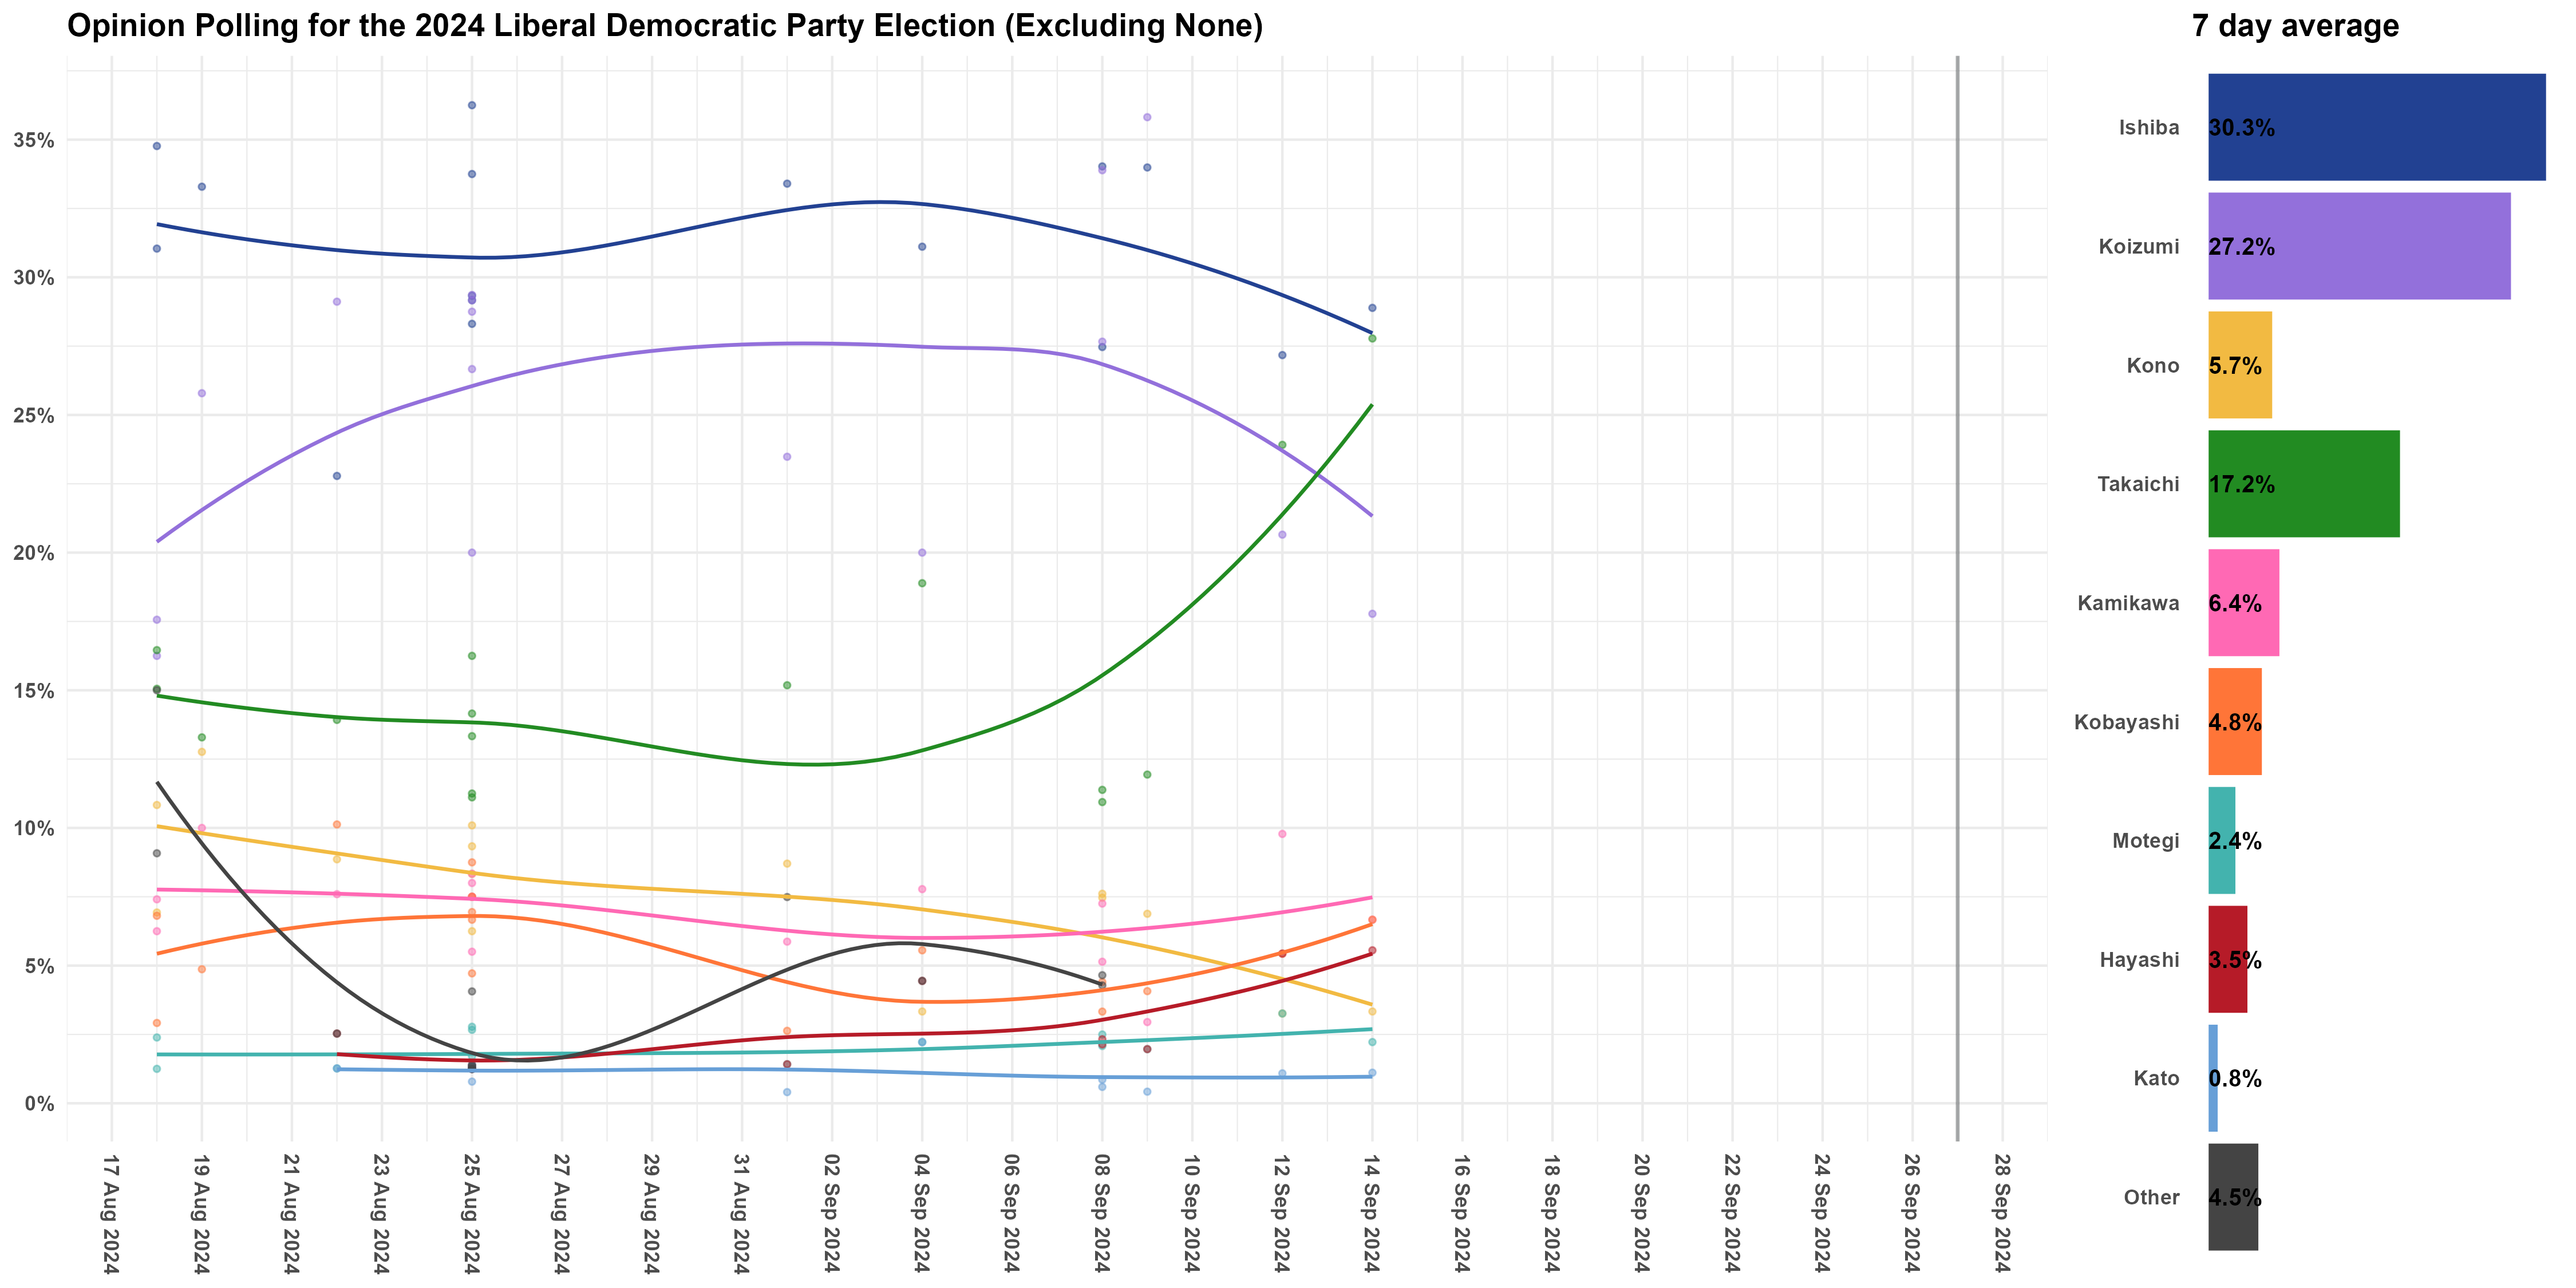 Opinion Polling for the 2024 Liberal Democratic Party Election (Excluding None)
7 day average
35%
30%
25%
20%
15%
10%
5%
0%
17 Aug 2024
19 Aug 2024
21 Aug 2024
23 Aug 2024
25 Aug 2024
27 Aug 2024
29 Aug 2024
31 Aug 2024
02 Sep 2024
04 Sep 2024
06 Sep 2024
08 Sep 2024
10 Sep 2024
12 Sep 2024
14 Sep 2024
16 Sep 2024
18 Sep 2024
20 Sep 2024
22 Sep 2024
24 Sep 2024
26 Sep 2024
28 Sep 2024
Ishiba 30.3%
Koizumi 27.2%
Kono 5.7%
Takaichi 17.2%
Kamikawa 6.4%
Kobayashi 4.8%
Motegi 2.4%
Hayashi 3.5%
Kato 0.8%
Other 4.5%